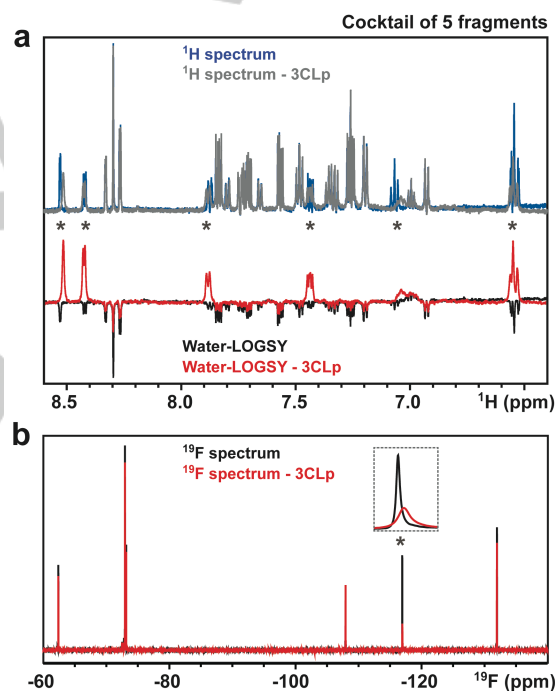 Cocktail of 5 fragments
a
¹H spectrum
¹H spectrum - 3CLp
* * * * * *
Water-LOGSY
Water-LOGSY - 3CLp
8.5 8.0 7.5 7.0 ¹H (ppm)
b
¹⁹F spectrum
¹⁹F spectrum - 3CLp
*
-60 -80 -100 -120 ¹⁹F (ppm)